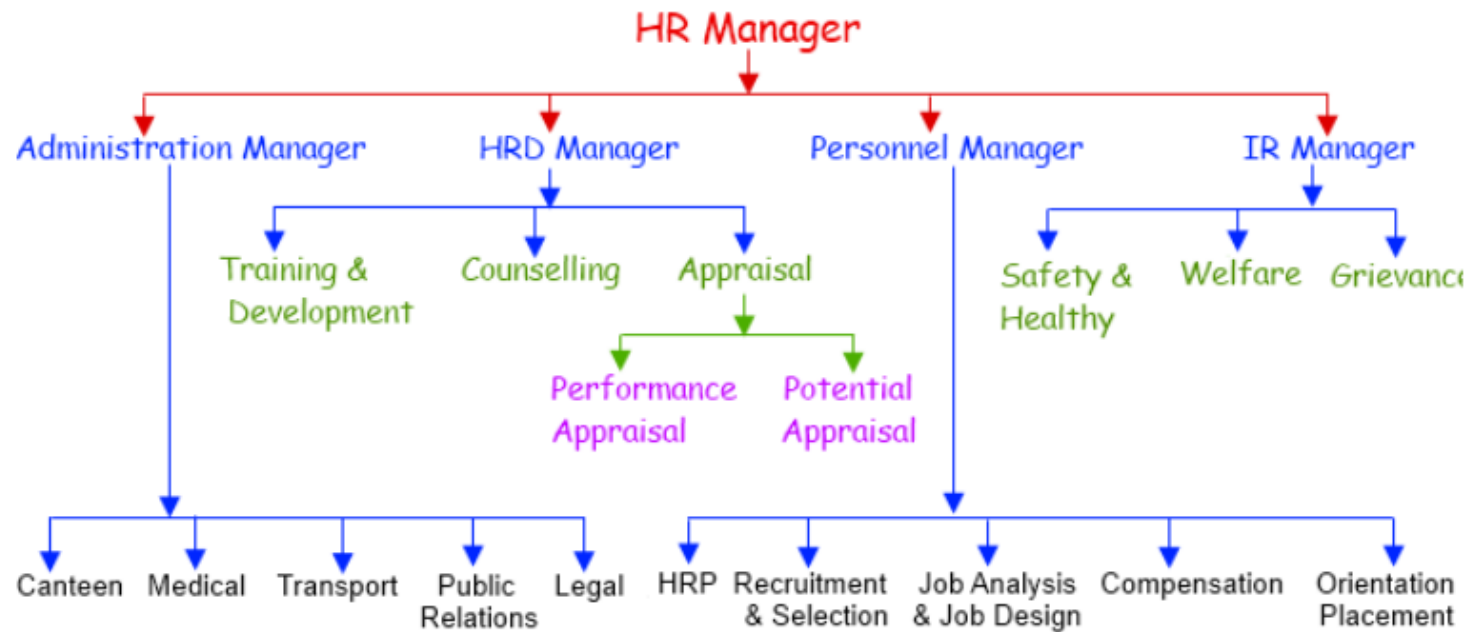 HR Manager
Administration Manager HRD Manager Personnel Manager IR Manager
Training & Counselling Appraisal Safety & Welfare Grievance
Development Healthy
Performance Potential
Appraisal Appraisal
Canteen Medical Transport Public Legal HRP Recruitment Job Analysis Compensation Orientation
Relations & Selection & Job Design Placement